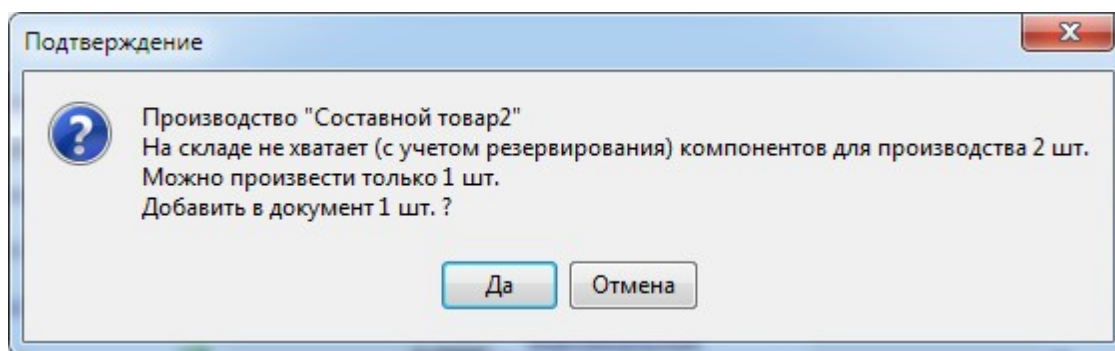 Подтверждение
Производство "Составной товар2"
На складе не хватает (с учетом резервирования) компонентов для производства 2 шт.
Можно произвести только 1 шт.
Добавить в документ 1 шт. ?
Да
Отмена